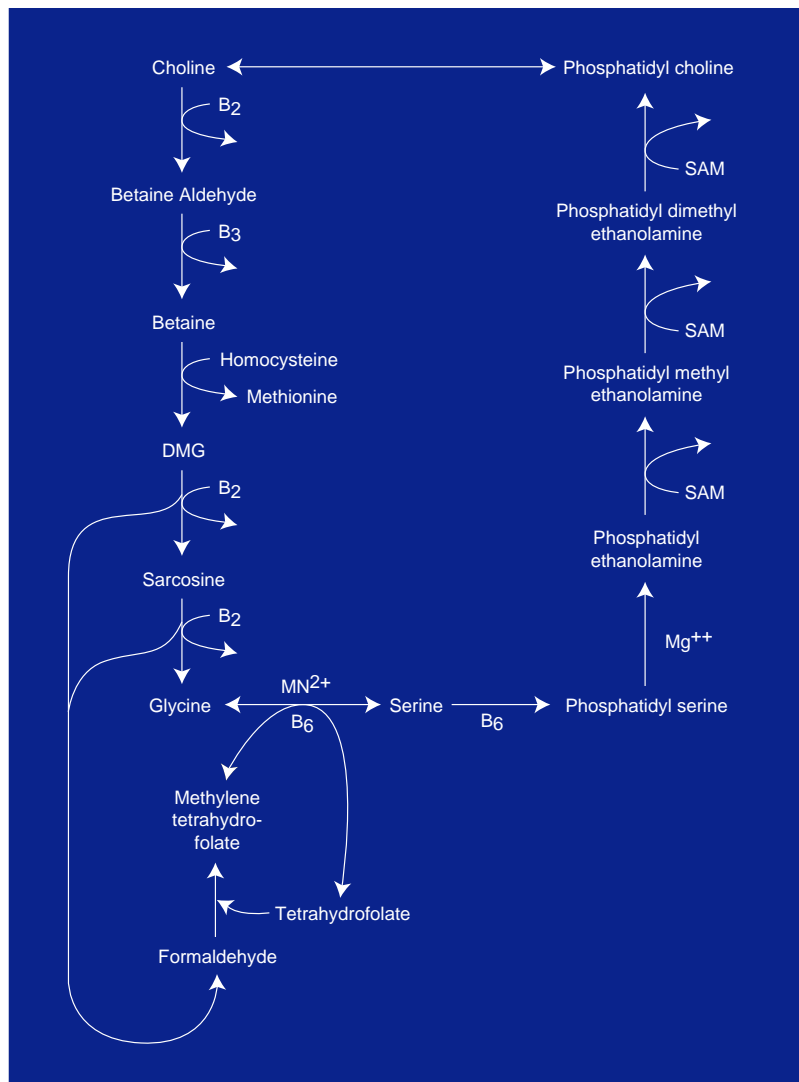 Choline
Phosphatidyl choline
B2
SAM
Betaine Aldehyde
Phosphatidyl dimethyl
ethanolamine
B3
SAM
Betaine
Homocysteine
Methionine
Phosphatidyl methyl
ethanolamine
DMG
B2
SAM
Phosphatidyl
ethanolamine
Sarcosine
B2
Mg++
MN2+
Glycine
Serine
Phosphatidyl serine
B6
B6
Methylene
tetrahydro-
folate
Tetrahydrofolate
Formaldehyde